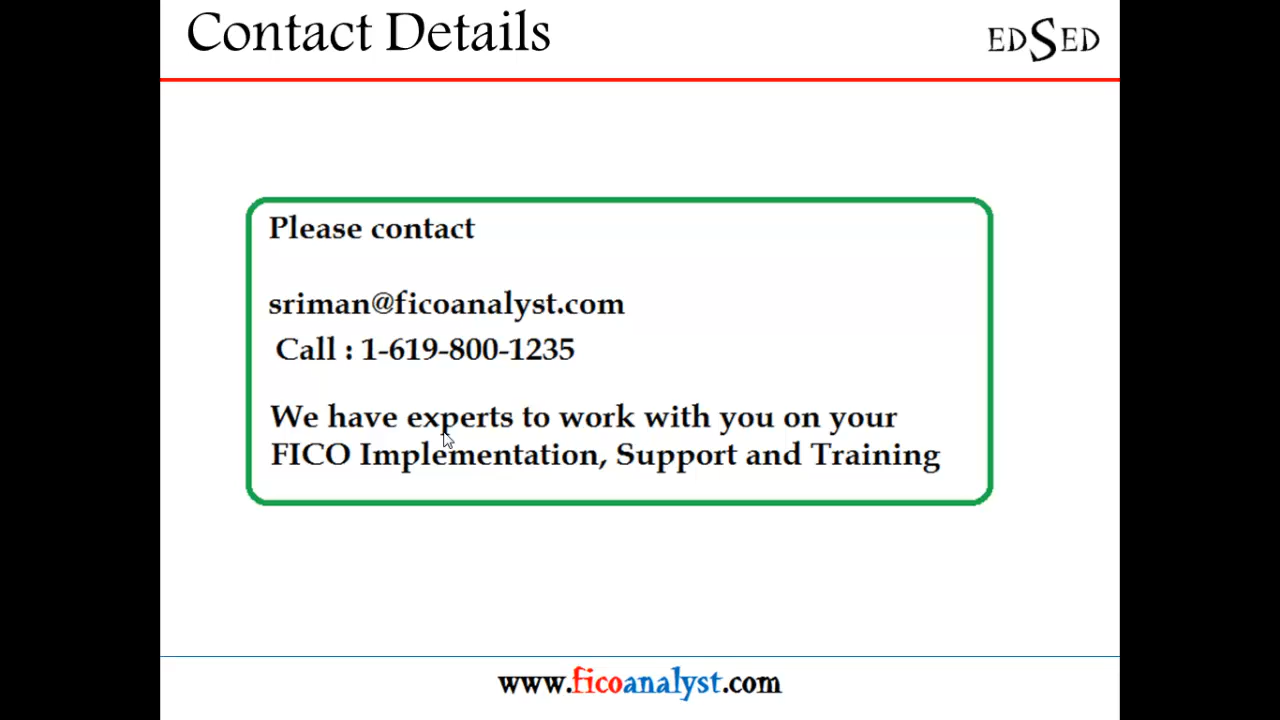 Contact Details
EDSED
Please contact
sriman@ficoanalyst.com
Call : 1-619-800-1235
We have experts to work with you on your
FICO Implementation, Support and Training
www.ficoanalyst.com